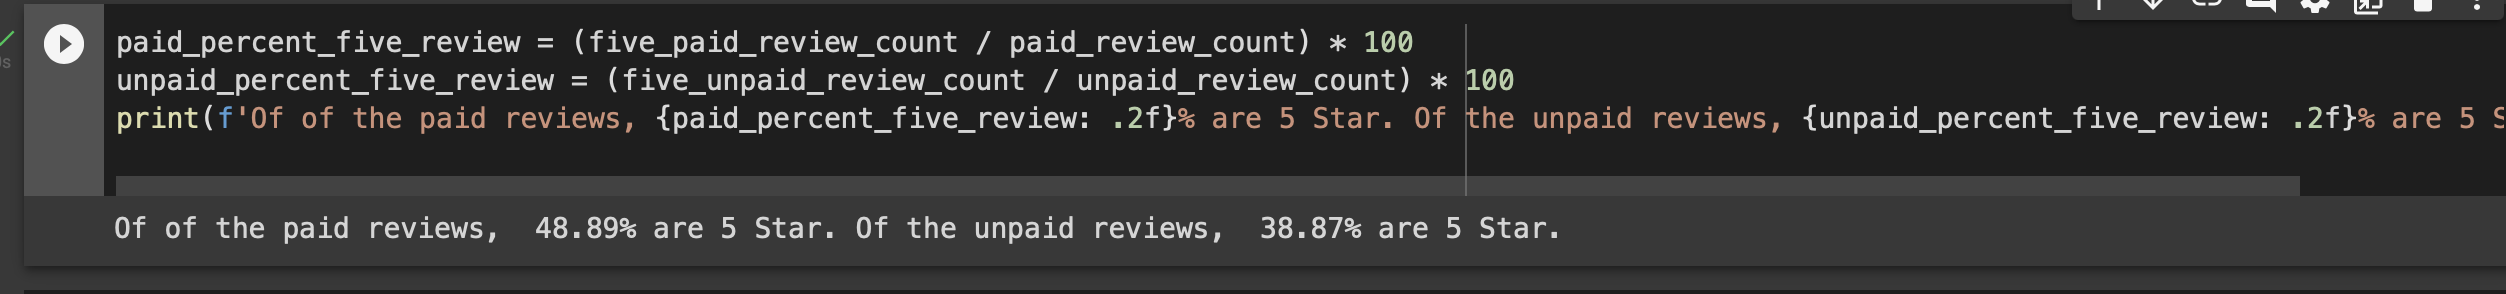 paid_percent_five_review = (five_paid_review_count / paid_review_count) * 100
unpaid_percent_five_review = (five_unpaid_review_count / unpaid_review_count) * 100
print(f'Of of the paid reviews, {paid_percent_five_review: .2f}% are 5 Star. Of the unpaid reviews, {unpaid_percent_five_review: .2f}% are 5
Of of the paid reviews,  48.89% are 5 Star. Of the unpaid reviews,  38.87% are 5 Star.